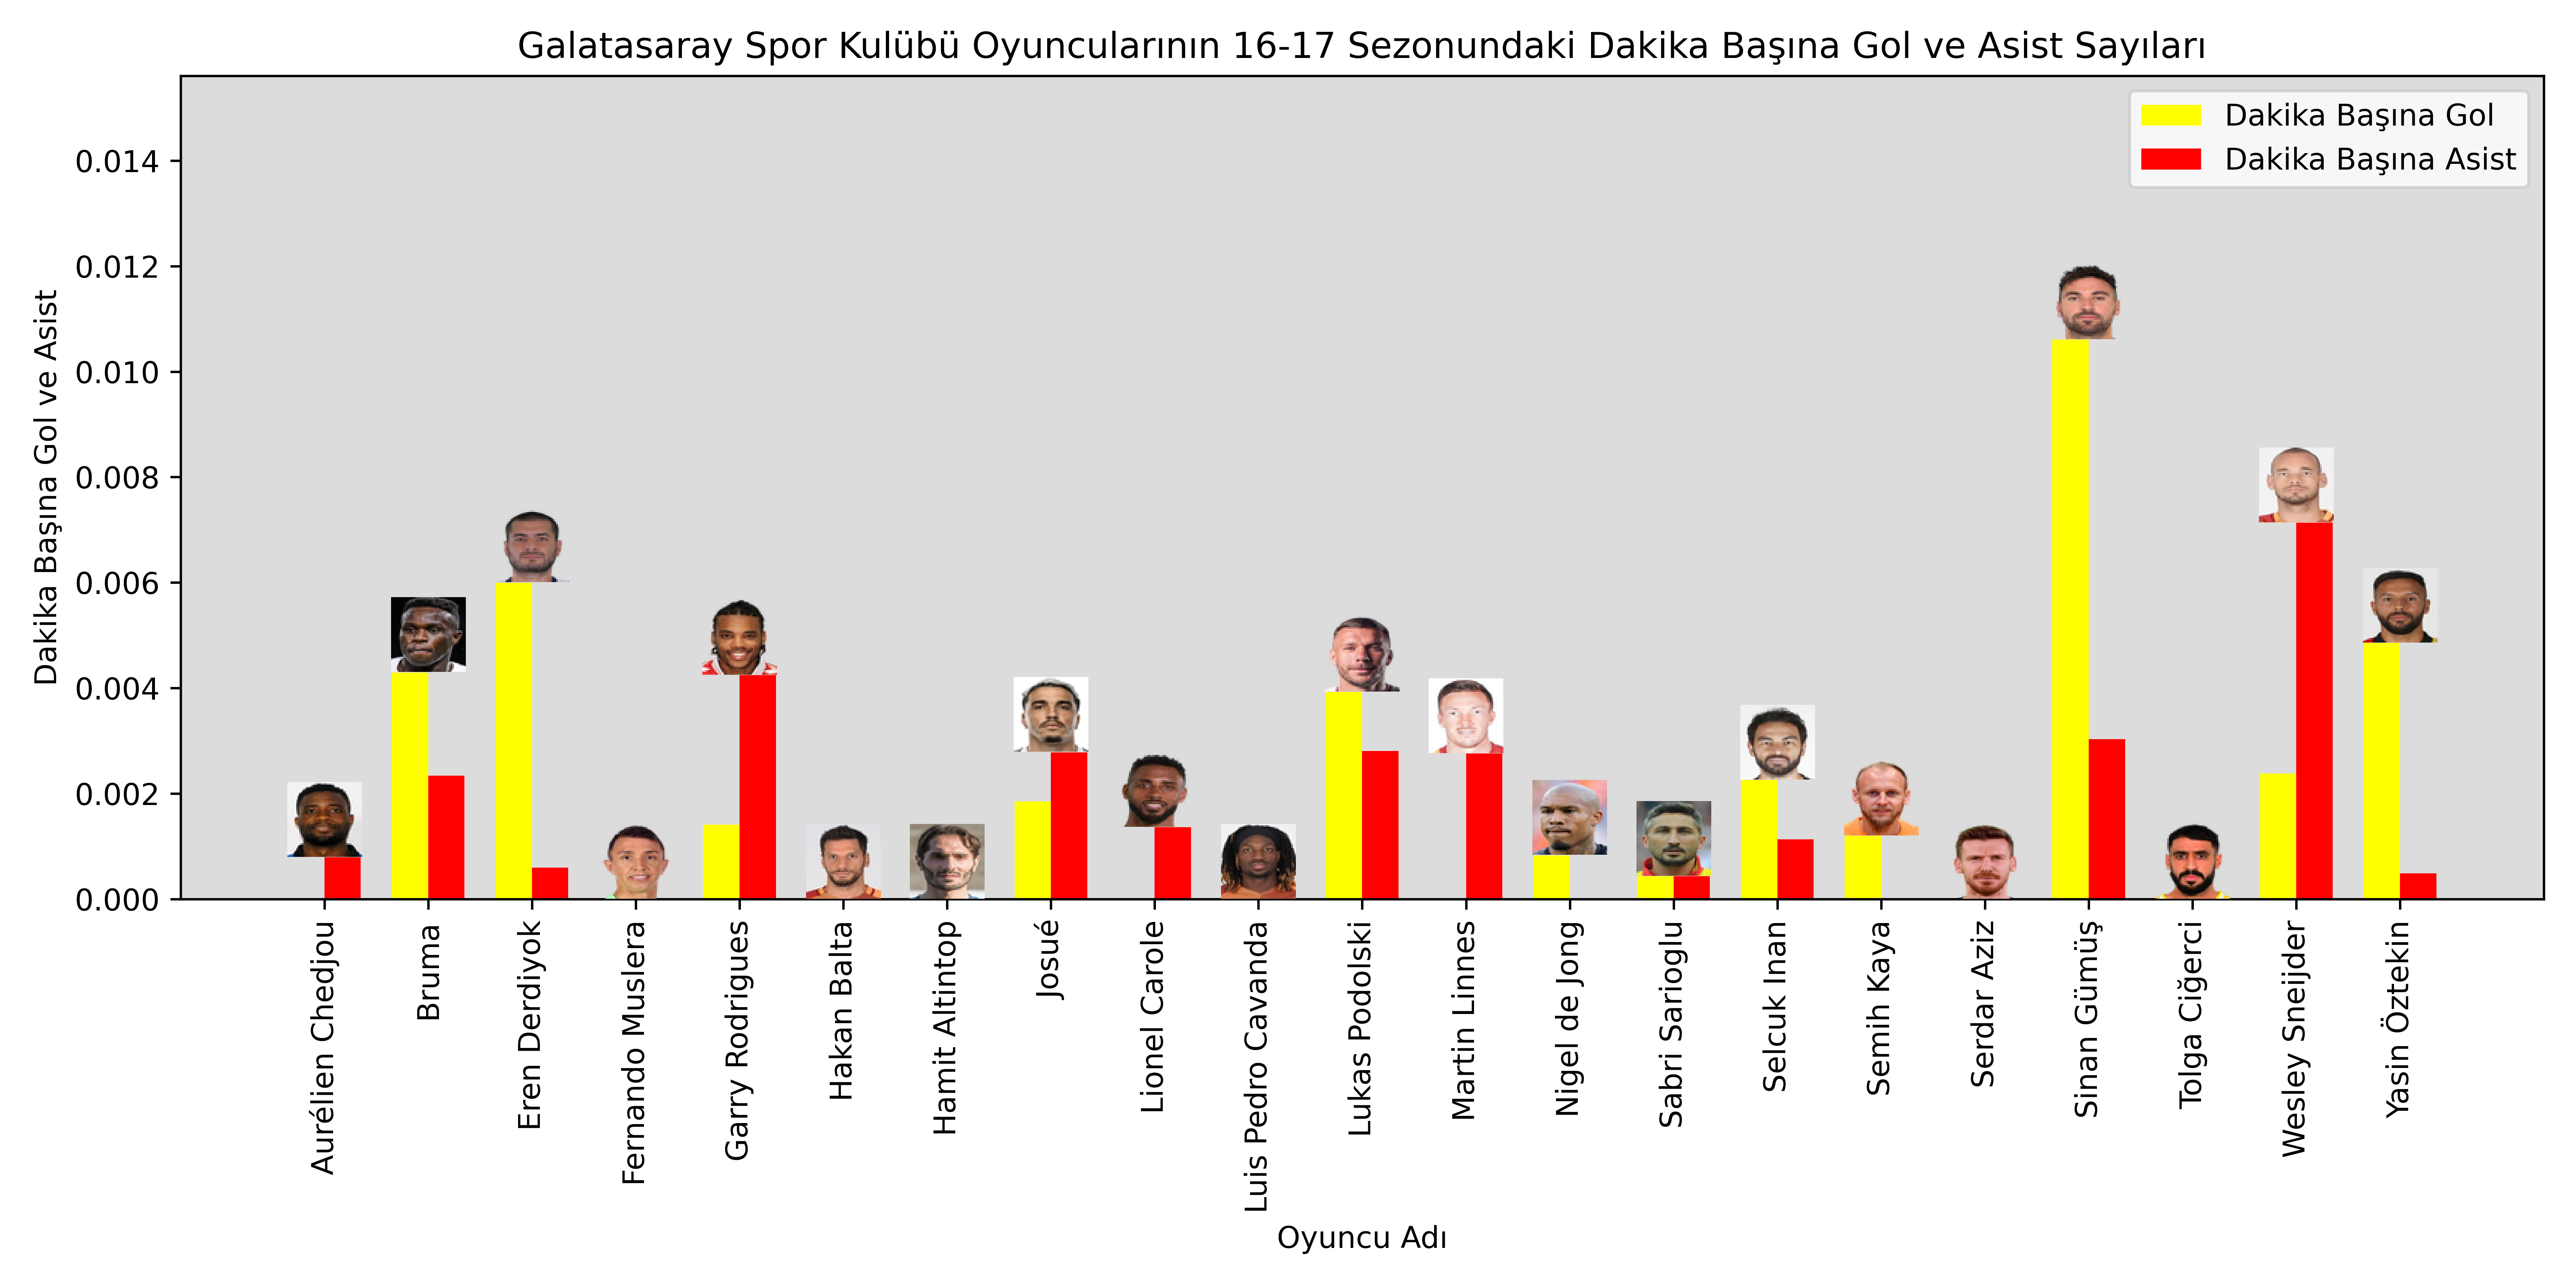 Galatasaray Spor Kulübü Oyuncularının 16-17 Sezonundaki Dakika Başına Gol ve Asist Sayıları
Dakika Başına Gol
Dakika Başına Asist
Dakika Başına Gol ve Asist
0.014
0.012
0.010
0.008
0.006
0.004
0.002
0.000
Aurélien Chedjou
Bruma
Eren Derdiyok
Fernando Muslera
Garry Rodrigues
Hakan Balta
Hamit Altintop
Josué
Lionel Carole
Luis Pedro Cavanda
Lukas Podolski
Martin Linnes
Nigel de Jong
Sabri Sarioglu
Selcuk Inan
Semih Kaya
Serdar Aziz
Sinan Gümüş
Tolga Ciğerci
Wesley Sneijder
Yasin Öztekin
Oyuncu Adı